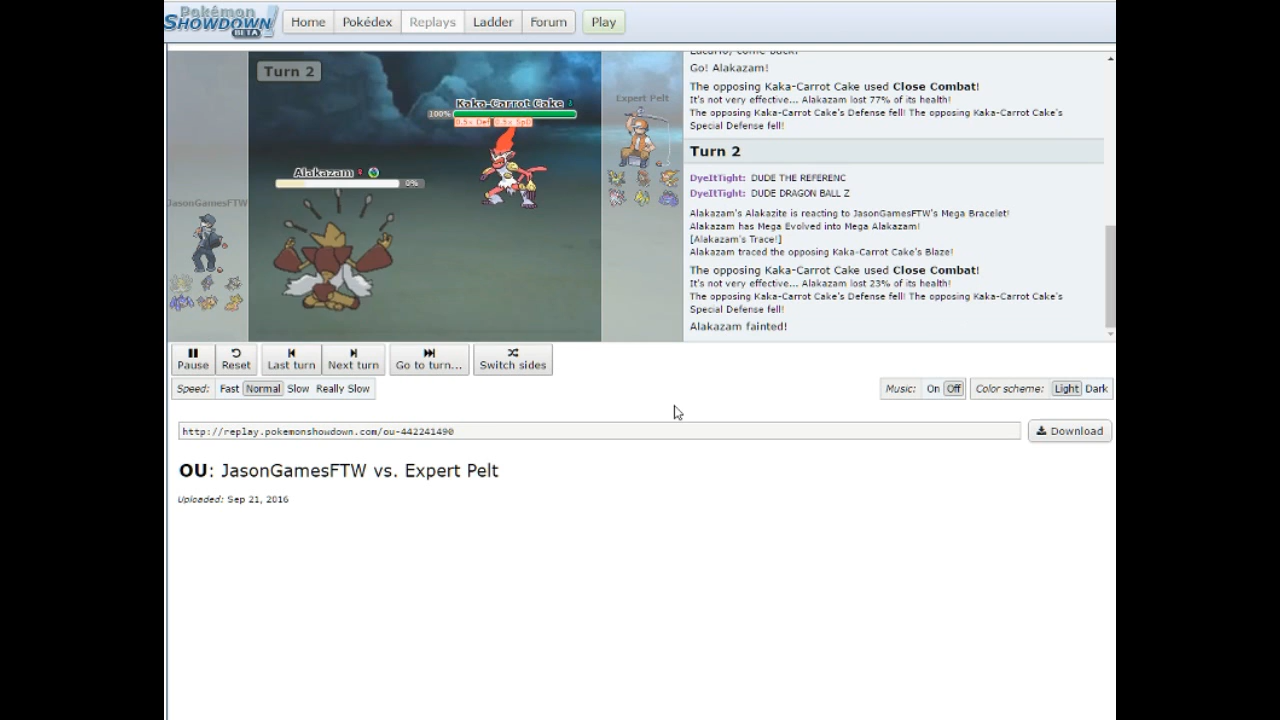 Pokémon
SHOWDOWN!
BETA
Home
Pokédex
Replays
Ladder
Forum
Play
Turn 2
Kaka-Carrot Cake
100%
0.5× Def 0.5× SpD
Alakazam
0%
JasonGamesFTW
Expert Pelt
Lucario, come back!
Go! Alakazam!
The opposing Kaka-Carrot Cake used Close Combat!
It's not very effective... Alakazam lost 77% of its health!
The opposing Kaka-Carrot Cake's Defense fell! The opposing Kaka-Carrot Cake's
Special Defense fell!
Turn 2
DyeItTight: DUDE THE REFERENC
DyeItTight: DUDE DRAGON BALL Z
Alakazam's Alakazite is reacting to JasonGamesFTW's Mega Bracelet!
Alakazam has Mega Evolved into Mega Alakazam!
[Alakazam's Trace!]
Alakazam traced the opposing Kaka-Carrot Cake's Blaze!
The opposing Kaka-Carrot Cake used Close Combat!
It's not very effective... Alakazam lost 23% of its health!
The opposing Kaka-Carrot Cake's Defense fell! The opposing Kaka-Carrot Cake's
Special Defense fell!
Alakazam fainted!
Pause
Reset
Last turn
Next turn
Go to turn...
Switch sides
Speed: Fast Normal Slow Really Slow
Music: On Off
Color scheme: Light Dark
http://replay.pokemonshowdown.com/ou-442241490
Download
OU: JasonGamesFTW vs. Expert Pelt
Uploaded: Sep 21, 2016